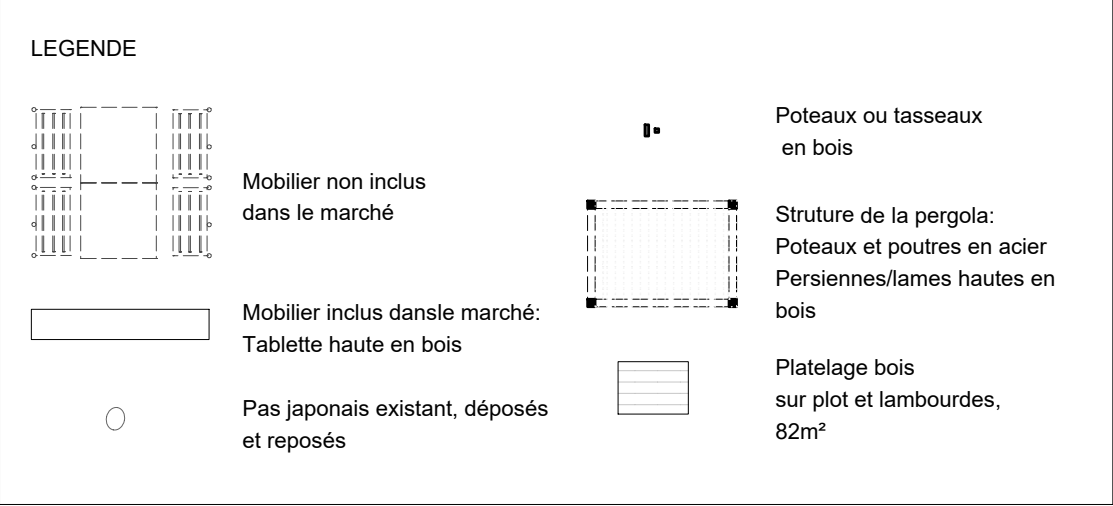 LEGENDE
Mobilier non inclus
dans le marché
Mobilier inclus dansle marché:
Tablette haute en bois
Pas japonais existant, déposés
et reposés
Poteaux ou tasseaux
en bois
Struture de la pergola:
Poteaux et poutres en acier
Persiennes/lames hautes en
bois
Platelage bois
sur plot et lambourdes,
82m²